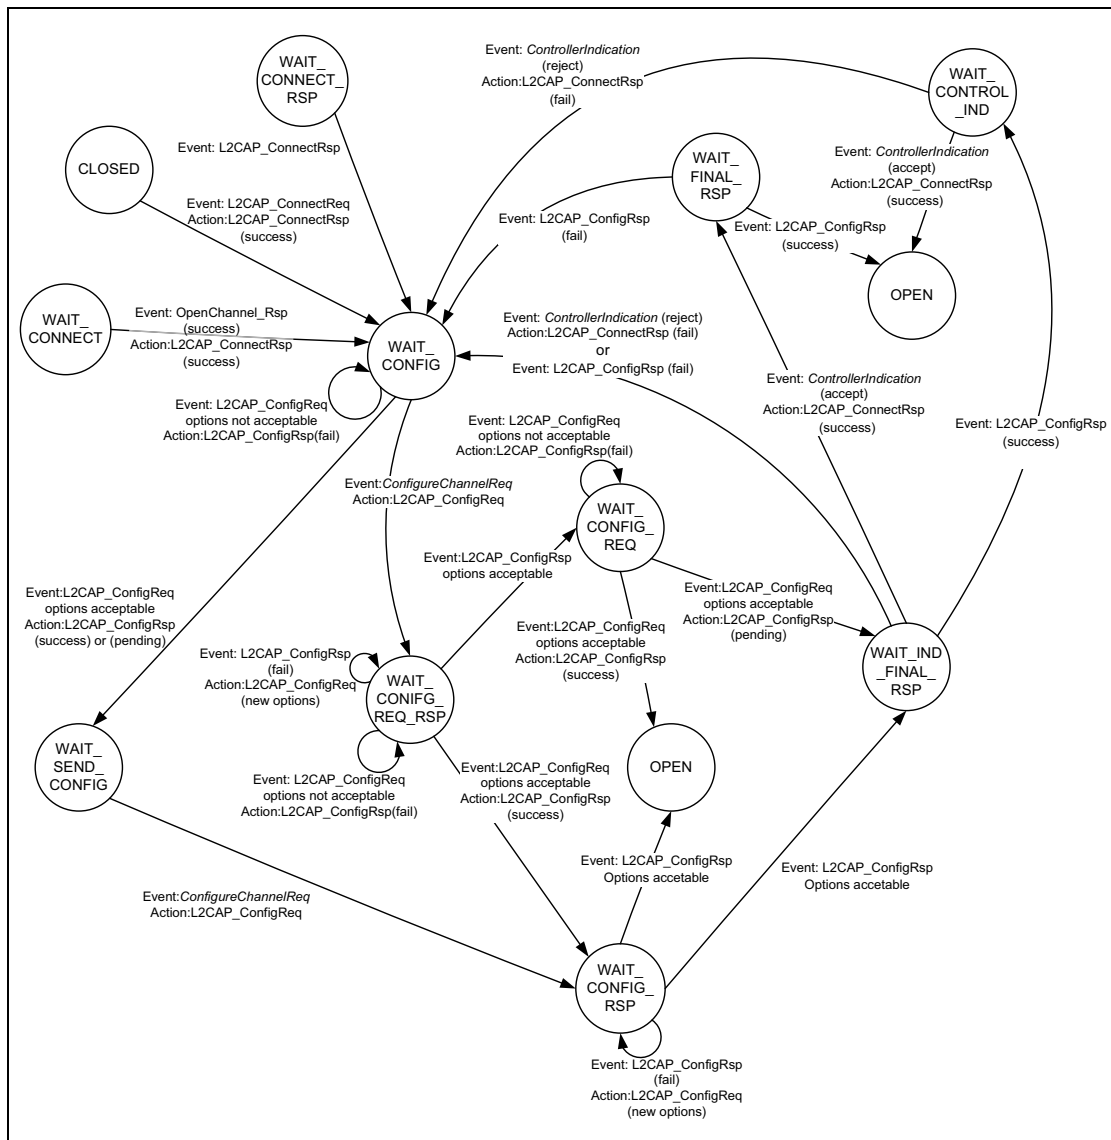 WAIT_
CONNECT_
RSP
Event: ControllerIndication
(reject)
Action:L2CAP_ConnectRsp
(fail)
WAIT_
CONTROL
_IND
CLOSED
Event: L2CAP_ConnectRsp
WAIT_
FINAL_
RSP
Event: ControllerIndication
(accept)
Action:L2CAP_ConnectRsp
(success)
Event: L2CAP_ConnectReq
Action:L2CAP_ConnectRsp
(success)
Event: L2CAP_ConfigRsp
(fail)
Event: L2CAP_ConfigRsp
(success)
OPEN
WAIT_
CONNECT
Event: OpenChannel_Rsp
(success)
Action:L2CAP_ConnectRsp
(success)
WAIT_
CONFIG
Event: ControllerIndication (reject)
Action:L2CAP_ConnectRsp (fail)
or
Event: L2CAP_ConfigRsp (fail)
Event: ControllerIndication
(accept)
Action:L2CAP_ConnectRsp
(success)
Event: L2CAP_ConfigRsp
(success)
Event: L2CAP_ConfigReq
options not acceptable
Action:L2CAP_ConfigRsp(fail)
Event: L2CAP_ConfigReq
options not acceptable
Action:L2CAP_ConfigRsp(fail)
Event:ConfigureChannelReq
Action:L2CAP_ConfigReq
WAIT_
CONFIG_
REQ
Event:L2CAP_ConfigRsp
options acceptable
Event:L2CAP_ConfigReq
options acceptable
Action:L2CAP_ConfigRsp
(pending)
Event:L2CAP_ConfigReq
options acceptable
Action:L2CAP_ConfigRsp
(success) or (pending)
Event:L2CAP_ConfigReq
options acceptable
Action:L2CAP_ConfigRsp
(success)
WAIT_IND
_FINAL_
RSP
Event: L2CAP_ConfigRsp
(fail)
Action:L2CAP_ConfigReq
(new options)
WAIT_
CONIFG_
REQ_RSP
WAIT_
SEND_
CONFIG
Event: L2CAP_ConfigReq
options not acceptable
Action:L2CAP_ConfigRsp(fail)
Event:L2CAP_ConfigReq
options acceptable
Action:L2CAP_ConfigRsp
(success)
OPEN
Event: L2CAP_ConfigRsp
Options accetable
Event: L2CAP_ConfigRsp
Options accetable
Event:ConfigureChannelReq
Action:L2CAP_ConfigReq
WAIT_
CONFIG_
RSP
Event: L2CAP_ConfigRsp
(fail)
Action:L2CAP_ConfigReq
(new options)